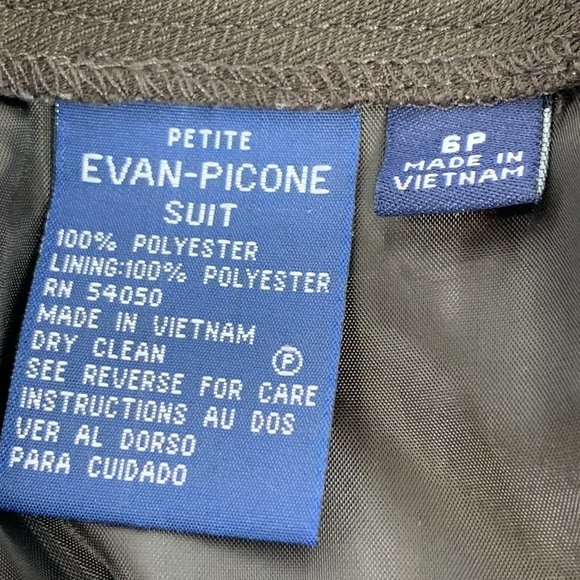 PETITE
EVAN-PICONE
SUIT
100% POLYESTER
LINING:100% POLYESTER
RN 54050
MADE IN VIETNAM
DRY CLEAN P
SEE REVERSE FOR CARE
INSTRUCTIONS AU DOS
VER AL DORSO
PARA CUIDADO
6P
MADE IN
VIETNAM